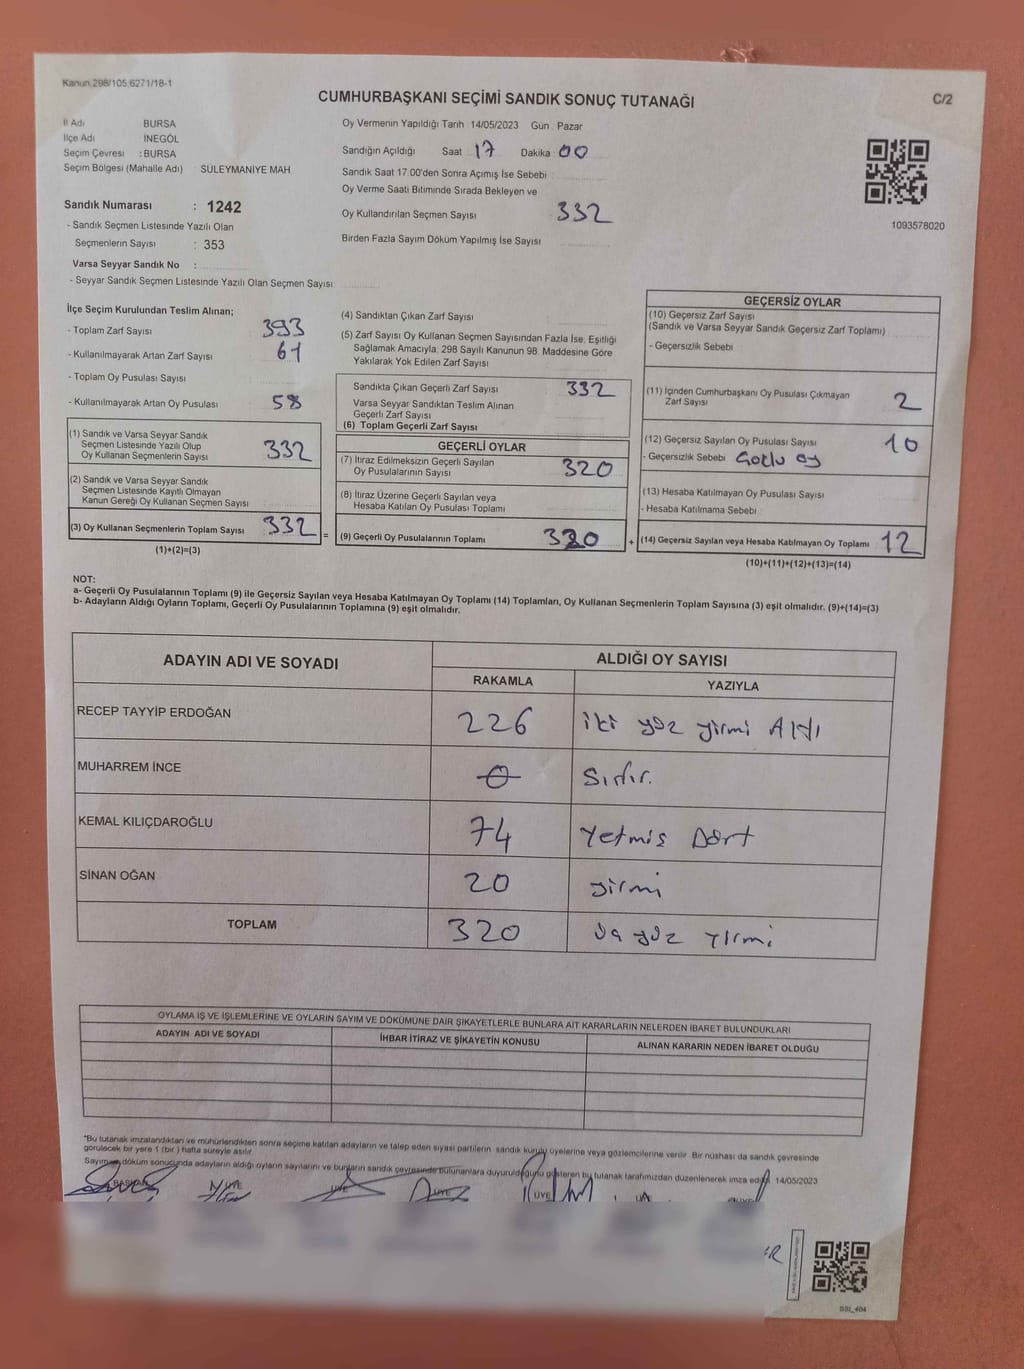 Kanun 298/105,6271/18-1
CUMHURBAŞKANI SEÇİMİ SANDIK SONUÇ TUTANAĞI
C/2
İl Adı BURSA
İlçe Adı İNEGÖL
Seçim Çevresi : BURSA
Seçim Bölgesi (Mahalle Adı) SÜLEYMANİYE MAH
Sandık Numarası : 1242
- Sandık Seçmen Listesinde Yazılı Olan
Seçmenlerin Sayısı : 353
Varsa Seyyar Sandık No :
- Seyyar Sandık Seçmen Listesinde Yazılı Olan Seçmen Sayısı
Oy Vermenin Yapıldığı Tarih 14/05/2023 Gün Pazar
Sandığın Açıldığı Saat 17 Dakika 00
Sandık Saat 17.00'den Sonra Açımış İse Sebebi
Oy Verme Saati Bitiminde Sırada Bekleyen ve
Oy Kullandırılan Seçmen Sayısı 332
Birden Fazla Sayım Döküm Yapılmış İse Sayısı
1093578020
İlçe Seçim Kurulundan Teslim Alınan;
- Toplam Zarf Sayısı 393
- Kullanılmayarak Artan Zarf Sayısı 61
- Toplam Oy Pusulası Sayısı
- Kullanılmayarak Artan Oy Pusulası 58
(1) Sandık ve Varsa Seyyar Sandık
Seçmen Listesinde Yazılı Olup
Oy Kullanan Seçmenlerin Sayısı 332
(2) Sandık ve Varsa Seyyar Sandık
Seçmen Listesinde Kayıtlı Olmayan
Kanun Gereği Oy Kullanan Seçmen Sayısı
(3) Oy Kullanan Seçmenlerin Toplam Sayısı 332 =
(1)+(2)=(3)
(4) Sandıktan Çıkan Zarf Sayısı
(5) Zarf Sayısı Oy Kullanan Seçmen Sayısından Fazla İse, Eşitliği
Sağlamak Amacıyla, 298 Sayılı Kanunun 98. Maddesine Göre
Yakılarak Yok Edilen Zarf Sayısı
Sandıkta Çıkan Geçerli Zarf Sayısı 332
Varsa Seyyar Sandıktan Teslim Alınan
Geçerli Zarf Sayısı
(6) Toplam Geçerli Zarf Sayısı
GEÇERLİ OYLAR
(7) İtiraz Edilmeksizin Geçerli Sayılan
Oy Pusulalarının Sayısı 320
(8) İtiraz Üzerine Geçerli Sayılan veya
Hesaba Katılan Oy Pusulası Toplamı
(9) Geçerli Oy Pusulalarının Toplamı 320 +
GEÇERSİZ OYLAR
(10) Geçersiz Zarf Sayısı
(Sandık ve Varsa Seyyar Sandık Geçersiz Zarf Toplamı)
- Geçersizlik Sebebi
(11) İçinden Cumhurbaşkanı Oy Pusulası Çıkmayan
Zarf Sayısı 2
(12) Geçersiz Sayılan Oy Pusulası Sayısı 10
- Geçersizlik Sebebi oy
(13) Hesaba Katılmayan Oy Pusulası Sayısı
- Hesaba Katılmama Sebebi
(14) Geçersiz Sayılan veya Hesaba Katılmayan Oy Toplamı 12
(10)+(11)+(12)+(13)=(14)
NOT:
a- Geçerli Oy Pusulalarının Toplamı (9) ile Geçersiz Sayılan veya Hesaba Katılmayan Oy Toplamı (14) Toplamları, Oy Kullanan Seçmenlerin Toplam Sayısına (3) eşit olmalıdır. (9)+(14)=(3)
b- Adayların Aldığı Oyların Toplamı, Geçerli Oy Pusulalarının Toplamına (9) eşit olmalıdır.
ADAYIN ADI VE SOYADI ALDIĞI OY SAYISI
RAKAMLA YAZIYLA
RECEP TAYYİP ERDOĞAN 226 iki yüz yirmi Altı
MUHARREM İNCE 0 Sıfır.
KEMAL KILIÇDAROĞLU 74 Yetmiş Dört
SİNAN OĞAN 20 yirmi
TOPLAM 320 üç yüz yirmi
OYLAMA İŞ VE İŞLEMLERİNE VE OYLARIN SAYIM VE DÖKÜMÜNE DAİR ŞİKAYETLERLE BUNLARA AİT KARARLARIN NELERDEN İBARET BULUNDUKLARI
ADAYIN ADI VE SOYADI İHBAR İTİRAZ VE ŞİKAYETİN KONUSU ALINAN KARARIN NEDEN İBARET OLDUĞU
"Bu tutanak imzalandıktan ve mühürlendikten sonra seçime katılan adayların ve talep eden siyasi partilerin sandık kurulu üyelerine veya gözlemcilerine verilir. Bir nüshası da sandık çevresinde
görülecek bir yere 1 (bir ) hafta süreyle asılır.
Sayım ve döküm sonucunda adayların aldığı oyların sayılarını ve bunların sandık çevresinde bulunanlara duyurulduğunu gösteren bu tutanak tarafımızdan düzenlenerek imza edildi. 14/05/2023
BAŞKAN ÜYE ÜYE ÜYE ÜYE
SSI_404